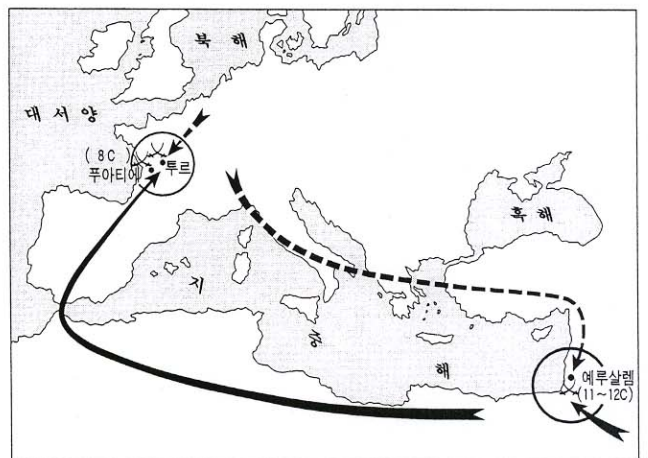 북 해
대 서 양
( 8C )
푸아티에
투르
흑 해
지
중
해
예루살렘
(11~12C)